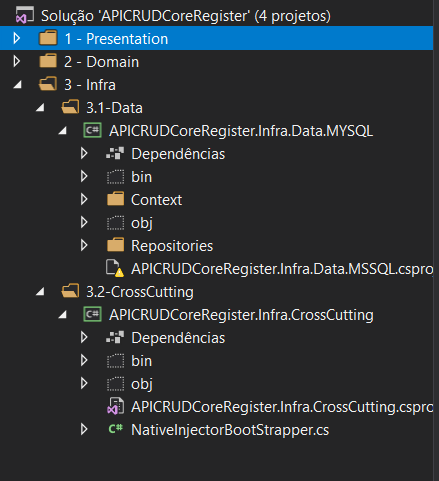 Solução 'APICRUDCoreRegister' (4 projetos)
1 - Presentation
2 - Domain
3 - Infra
3.1-Data
C# APICRUDCoreRegister.Infra.Data.MYSQL
Dependências
bin
Context
obj
Repositories
APICRUDCoreRegister.Infra.Data.MSSQL.cspro
3.2-CrossCutting
C# APICRUDCoreRegister.Infra.CrossCutting
Dependências
bin
obj
APICRUDCoreRegister.Infra.CrossCutting.cspro
C# NativeInjectorBootStrapper.cs